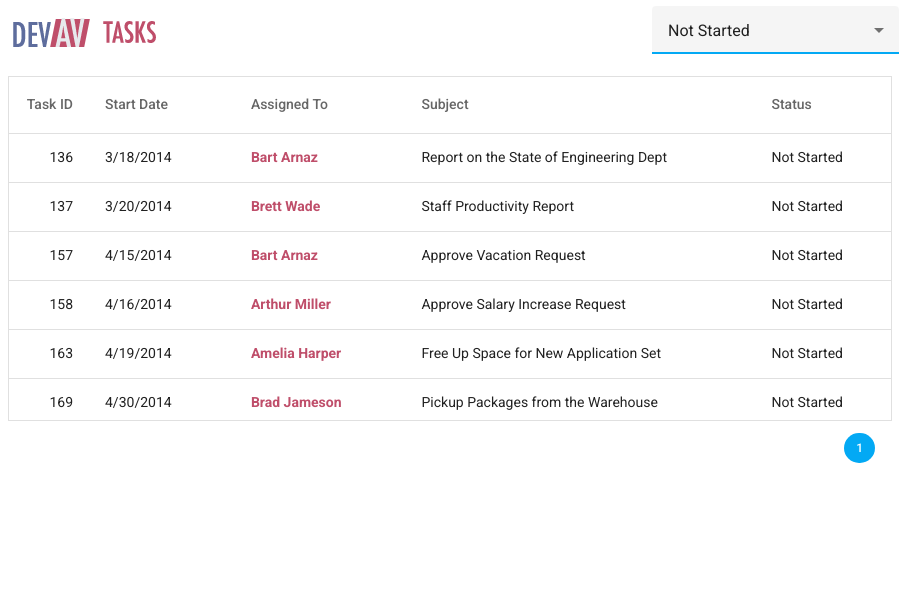 DEVAV TASKS Not Started
Task ID Start Date Assigned To Subject Status
136 3/18/2014 Bart Arnaz Report on the State of Engineering Dept Not Started
137 3/20/2014 Brett Wade Staff Productivity Report Not Started
157 4/15/2014 Bart Arnaz Approve Vacation Request Not Started
158 4/16/2014 Arthur Miller Approve Salary Increase Request Not Started
163 4/19/2014 Amelia Harper Free Up Space for New Application Set Not Started
169 4/30/2014 Brad Jameson Pickup Packages from the Warehouse Not Started
1